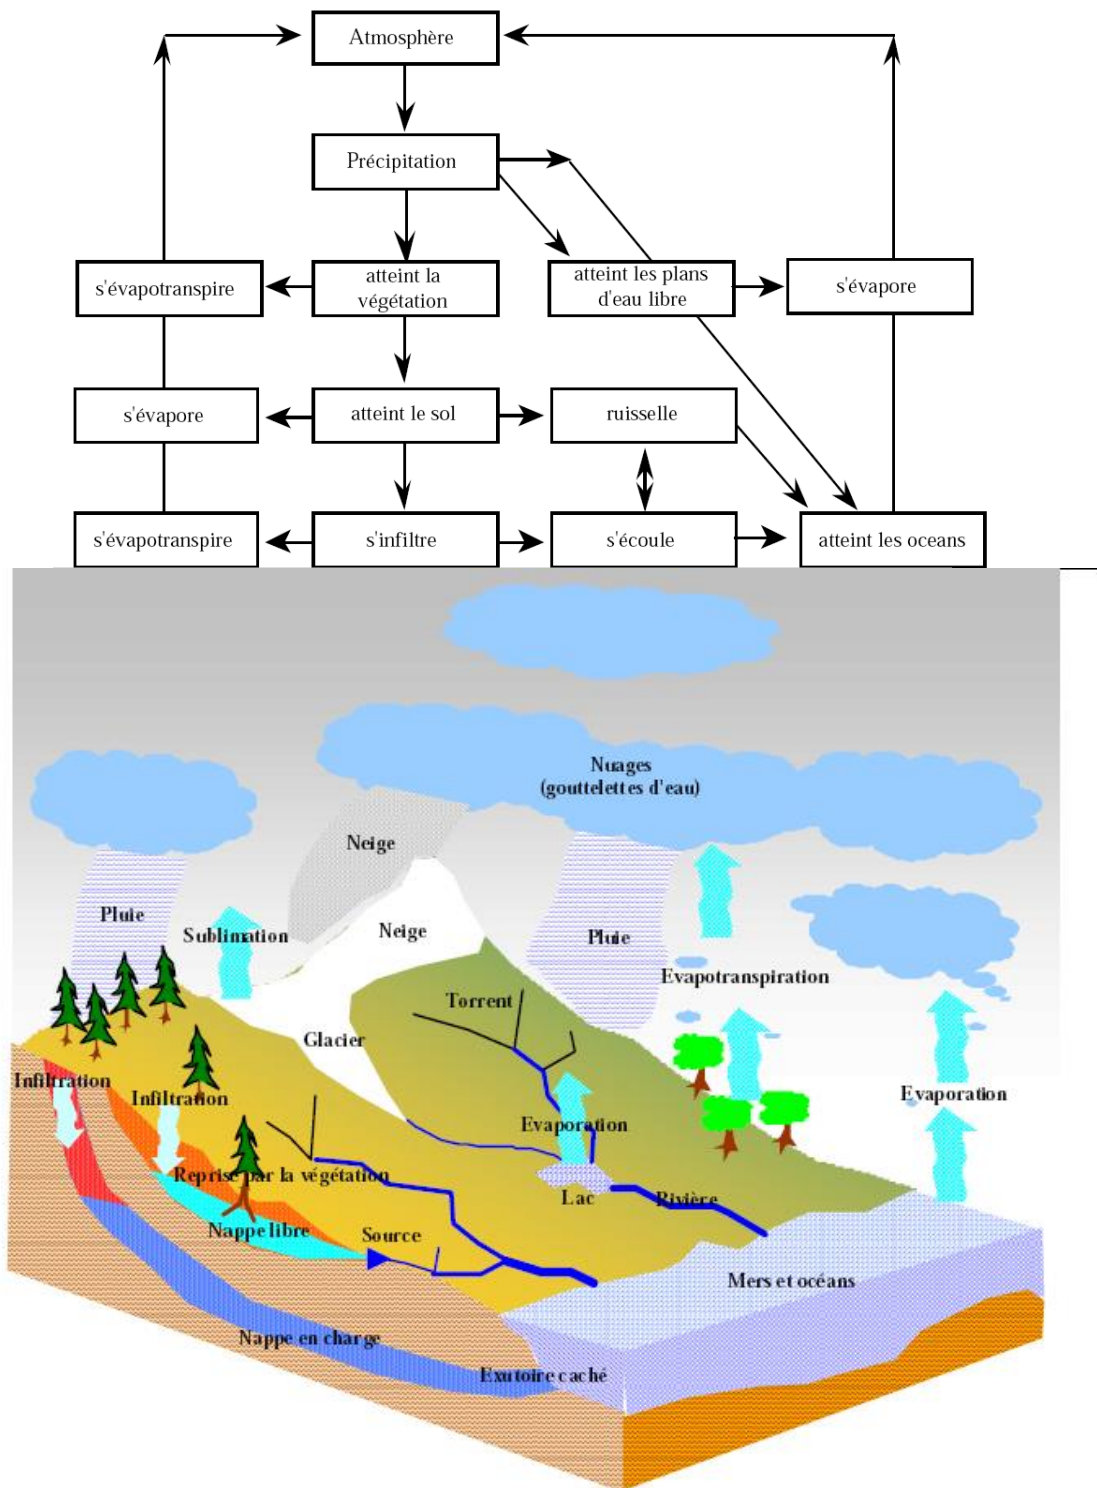 Atmosphère
Précipitation
s'évapotranspire
atteint la
végétation
atteint les plans
d'eau libre
s'évapore
s'évapore
atteint le sol
ruisselle
s'évapotranspire
s'infiltre
s'écoule
atteint les oceans
Nuages
(gouttelettes d'eau)
Neige
Pluie
Sublimation
Neige
Pluie
Evapotranspiration
Torrent
Glacier
Infiltration
Infiltration
Evaporation
Evaporation
Reprise par la végétation
Lac
Rivière
Nappe libre
Source
Mers et océans
Nappe en charge
Exutoire caché